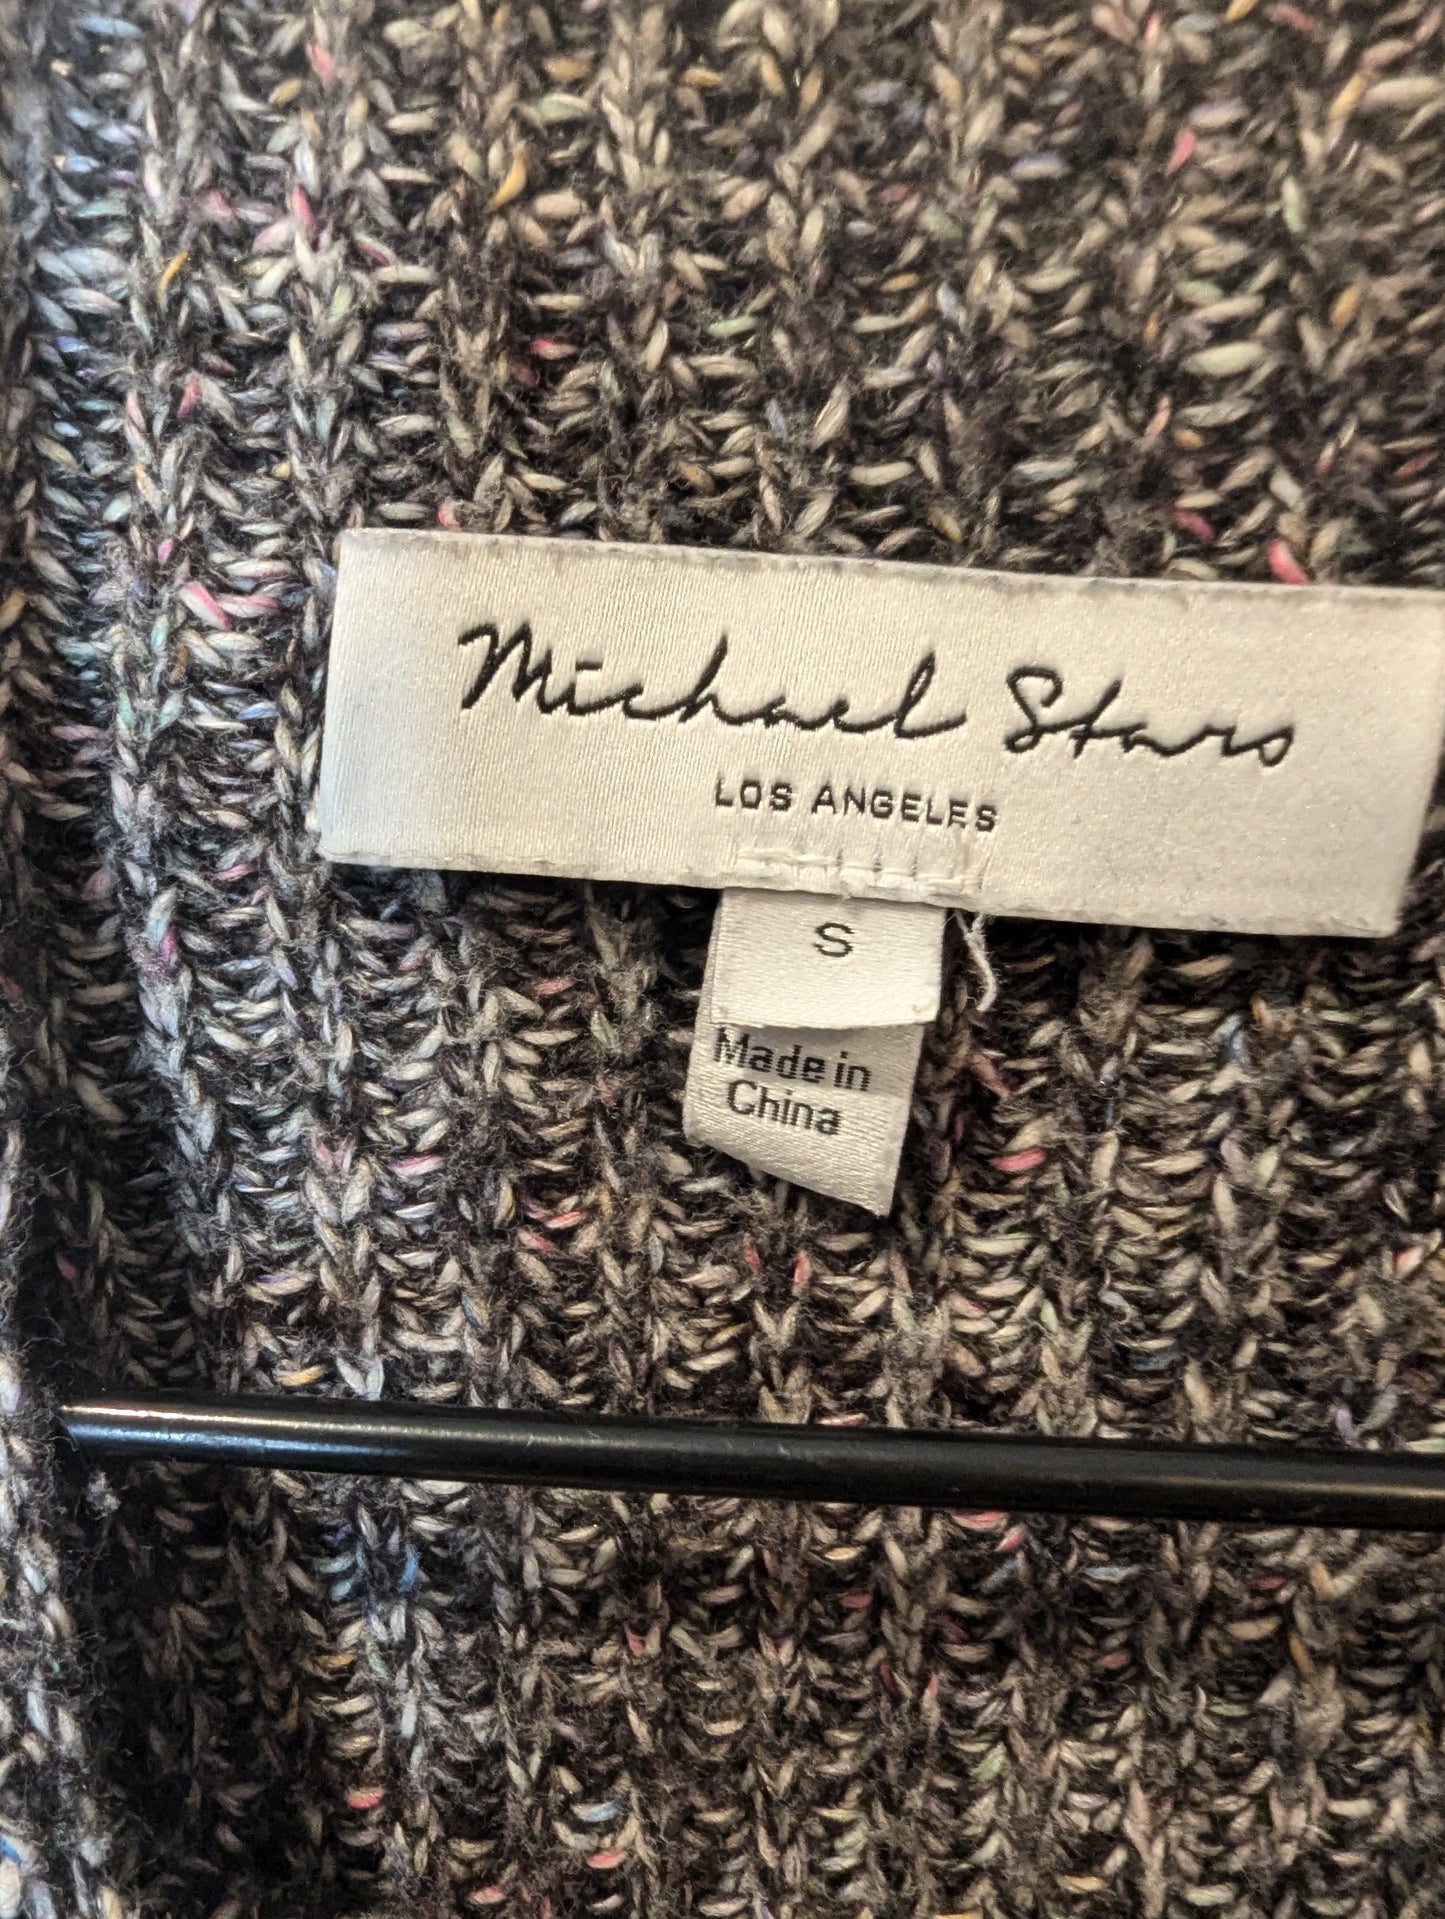 Michael Stars
LOS ANGELES
S
Made in
China